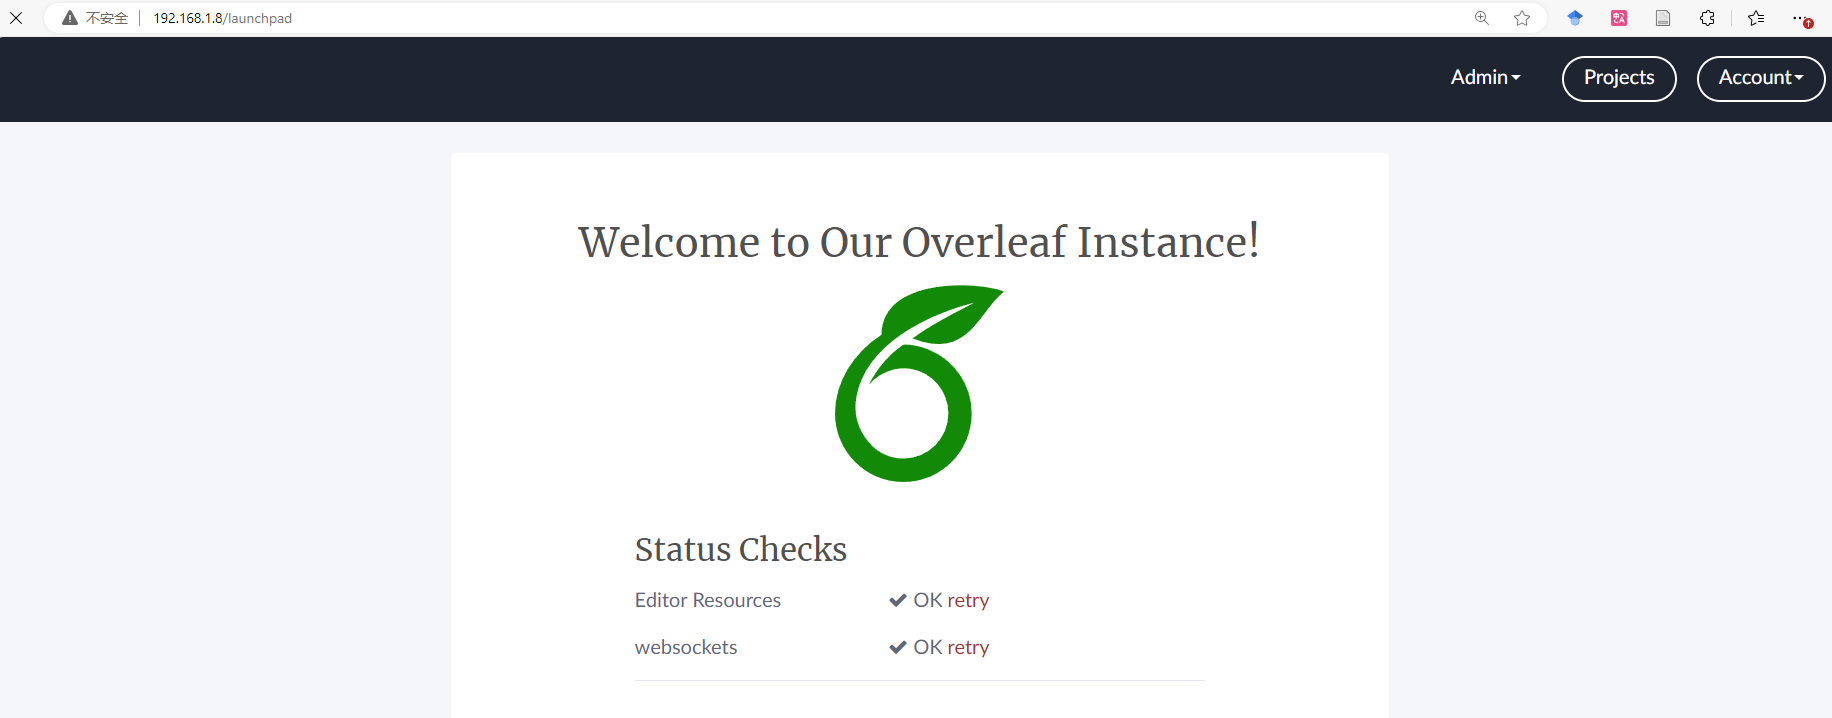 不安全 192.168.1.8/launchpad
Admin Projects Account
Welcome to Our Overleaf Instance!
Status Checks
Editor Resources OK retry
websockets OK retry